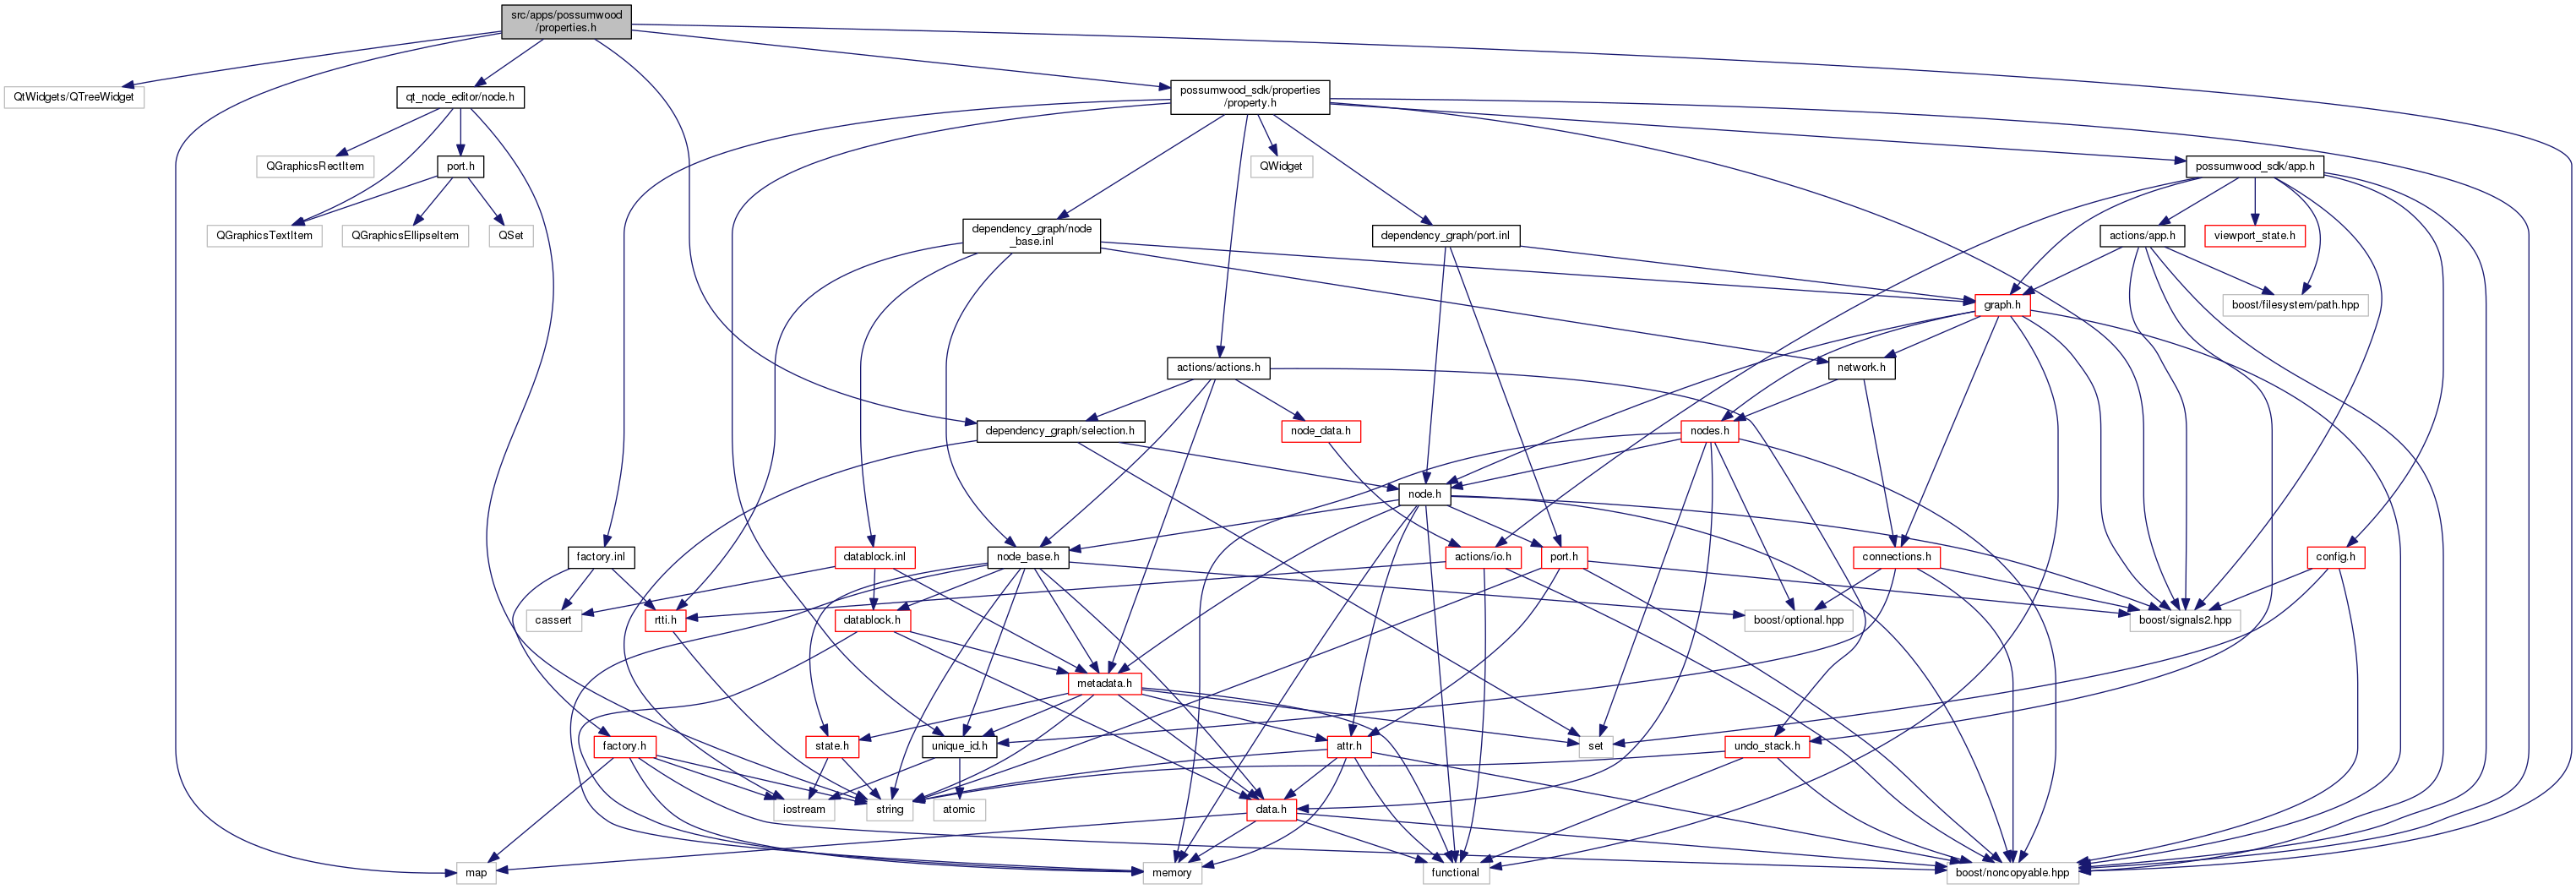 src/apps/possumwood
/properties.h
QtWidgets/QTreeWidget
qt_node_editor/node.h
possumwood_sdk/properties
/property.h
QGraphicsRectItem
port.h
QWidget
possumwood_sdk/app.h
QGraphicsTextItem
QGraphicsEllipseItem
QSet
dependency_graph/node
_base.inl
dependency_graph/port.inl
actions/app.h
viewport_state.h
graph.h
boost/filesystem/path.hpp
actions/actions.h
network.h
dependency_graph/selection.h
node_data.h
nodes.h
node.h
factory.inl
datablock.inl
node_base.h
actions/io.h
port.h
connections.h
config.h
cassert
rtti.h
datablock.h
boost/optional.hpp
boost/signals2.hpp
metadata.h
factory.h
state.h
unique_id.h
attr.h
set
undo_stack.h
iostream
string
atomic
data.h
map
memory
functional
boost/noncopyable.hpp